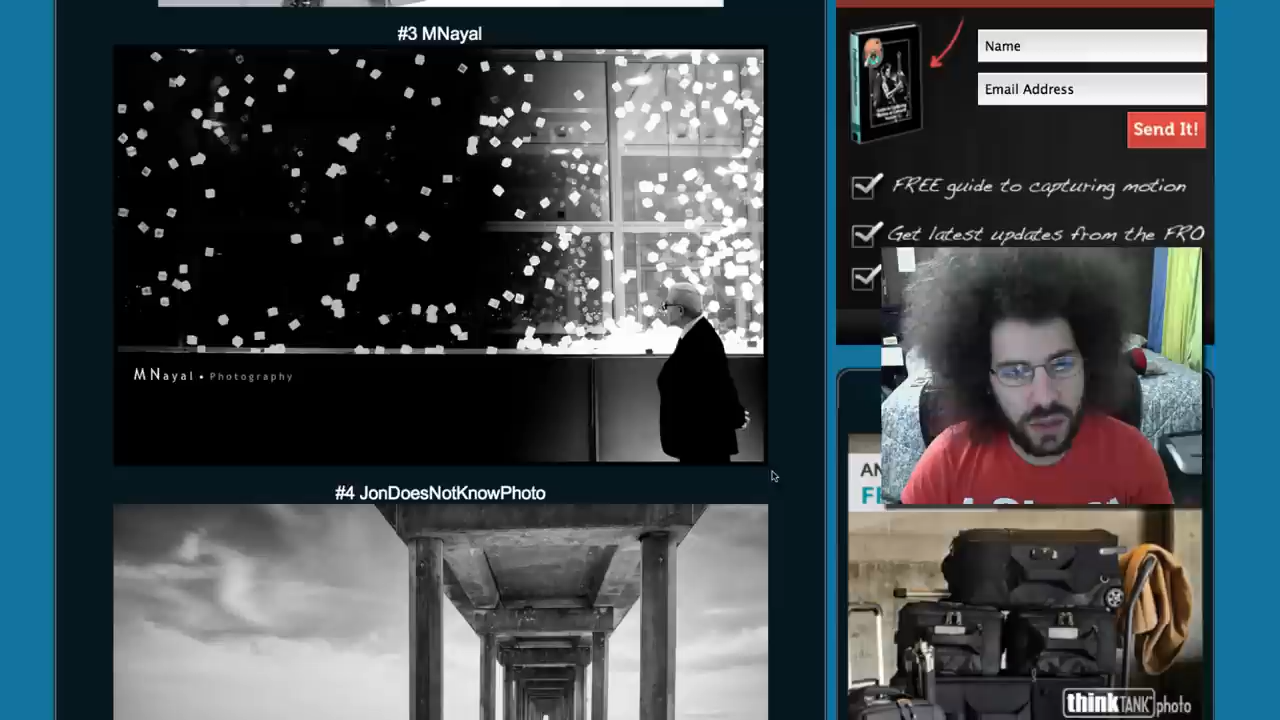 #3 MNayal
MNayal • Photography
#4 JonDoesNotKnowPhoto
Name
Email Address
Send It!
FREE guide to capturing motion
Get latest updates from the FRO
thinkTANK photo